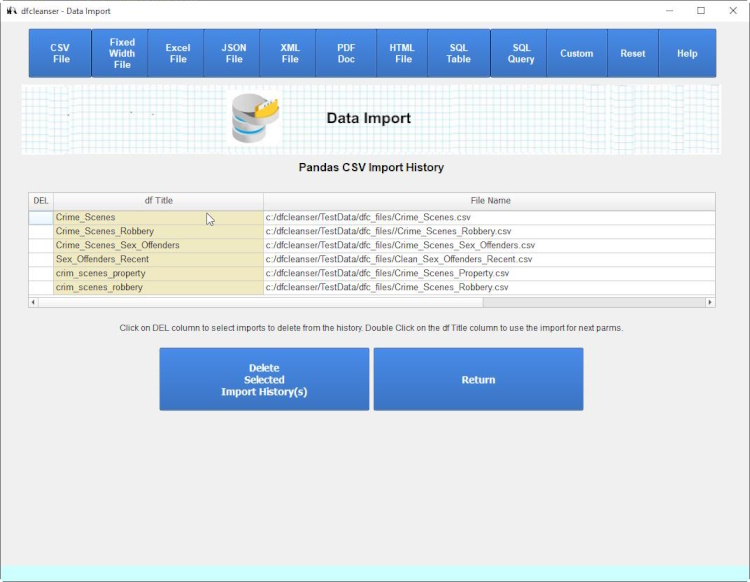 dfcleanser - Data Import
CSV
File
Fixed
Width
File
Excel
File
JSON
File
XML
File
PDF
Doc
HTML
File
SQL
Table
SQL
Query
Custom
Reset
Help
Data Import
Pandas CSV Import History
DEL df Title File Name
Crime_Scenes c:/dfcleanser/TestData/dfc_files/Crime_Scenes.csv
Crime_Scenes_Robbery c:/dfcleanser/TestData/dfc_files//Crime_Scenes_Robbery.csv
Crime_Scenes_Sex_Offenders c:/dfcleanser/TestData/dfc_files/Crime_Scenes_Sex_Offenders.csv
Sex_Offenders_Recent c:/dfcleanser/TestData/dfc_files/Clean_Sex_Offenders_Recent.csv
crim_scenes_property c:/dfcleanser/TestData/dfc_files/Crime_Scenes_Property.csv
crim_scenes_robbery c:/dfcleanser/TestData/dfc_files/Crime_Scenes_Robbery.csv
Click on DEL column to select imports to delete from the history. Double Click on the df Title column to use the import for next parms.
Delete
Selected
Import History(s)
Return